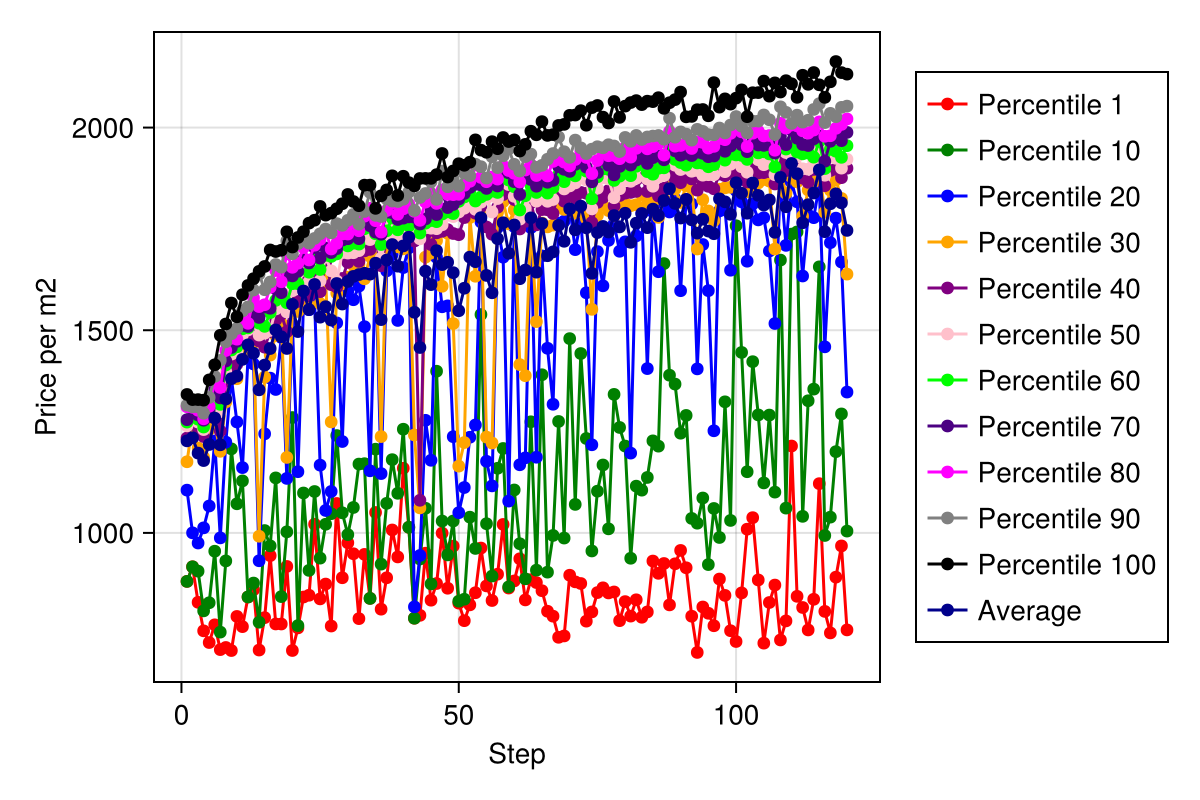 2000
1500
1000
Price per m2
0
50
100
Step
Percentile 1
Percentile 10
Percentile 20
Percentile 30
Percentile 40
Percentile 50
Percentile 60
Percentile 70
Percentile 80
Percentile 90
Percentile 100
Average